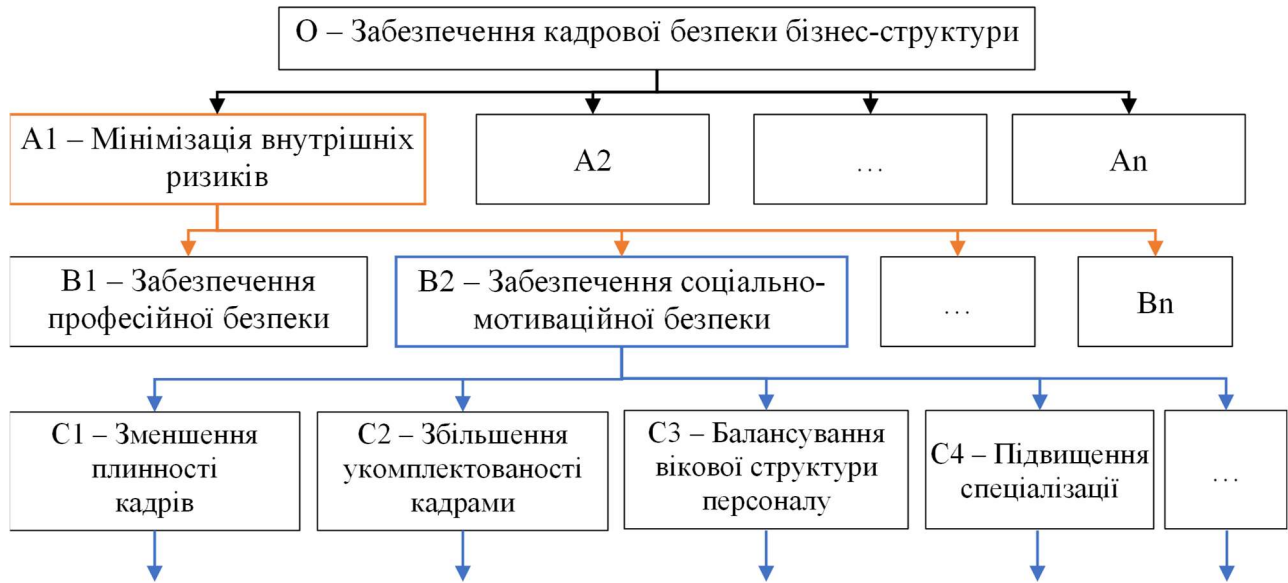 О – Забезпечення кадрової безпеки бізнес-структури
А1 – Мінімізація внутрішніх
ризиків
А2
...
Аn
В1 – Забезпечення
професійної безпеки
В2 – Забезпечення соціально-
мотиваційної безпеки
...
Вn
С1 – Зменшення
плинності
кадрів
С2 – Збільшення
укомплектованості
кадрами
С3 – Балансування
вікової структури
персоналу
С4 – Підвищення
спеціалізації
...